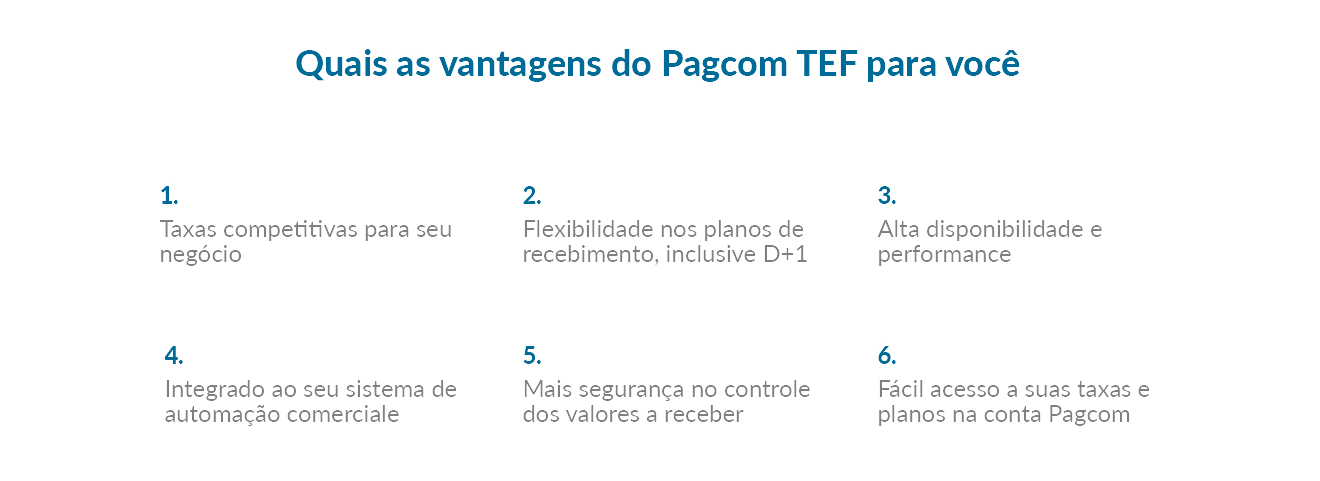 Quais as vantagens do Pagcom TEF para você
1.
Taxas competitivas para seu
negócio
2.
Flexibilidade nos planos de
recebimento, inclusive D+1
3.
Alta disponibilidade e
performance
4.
Integrado ao seu sistema de
automação comerciale
5.
Mais segurança no controle
dos valores a receber
6.
Fácil acesso a suas taxas e
planos na conta Pagcom